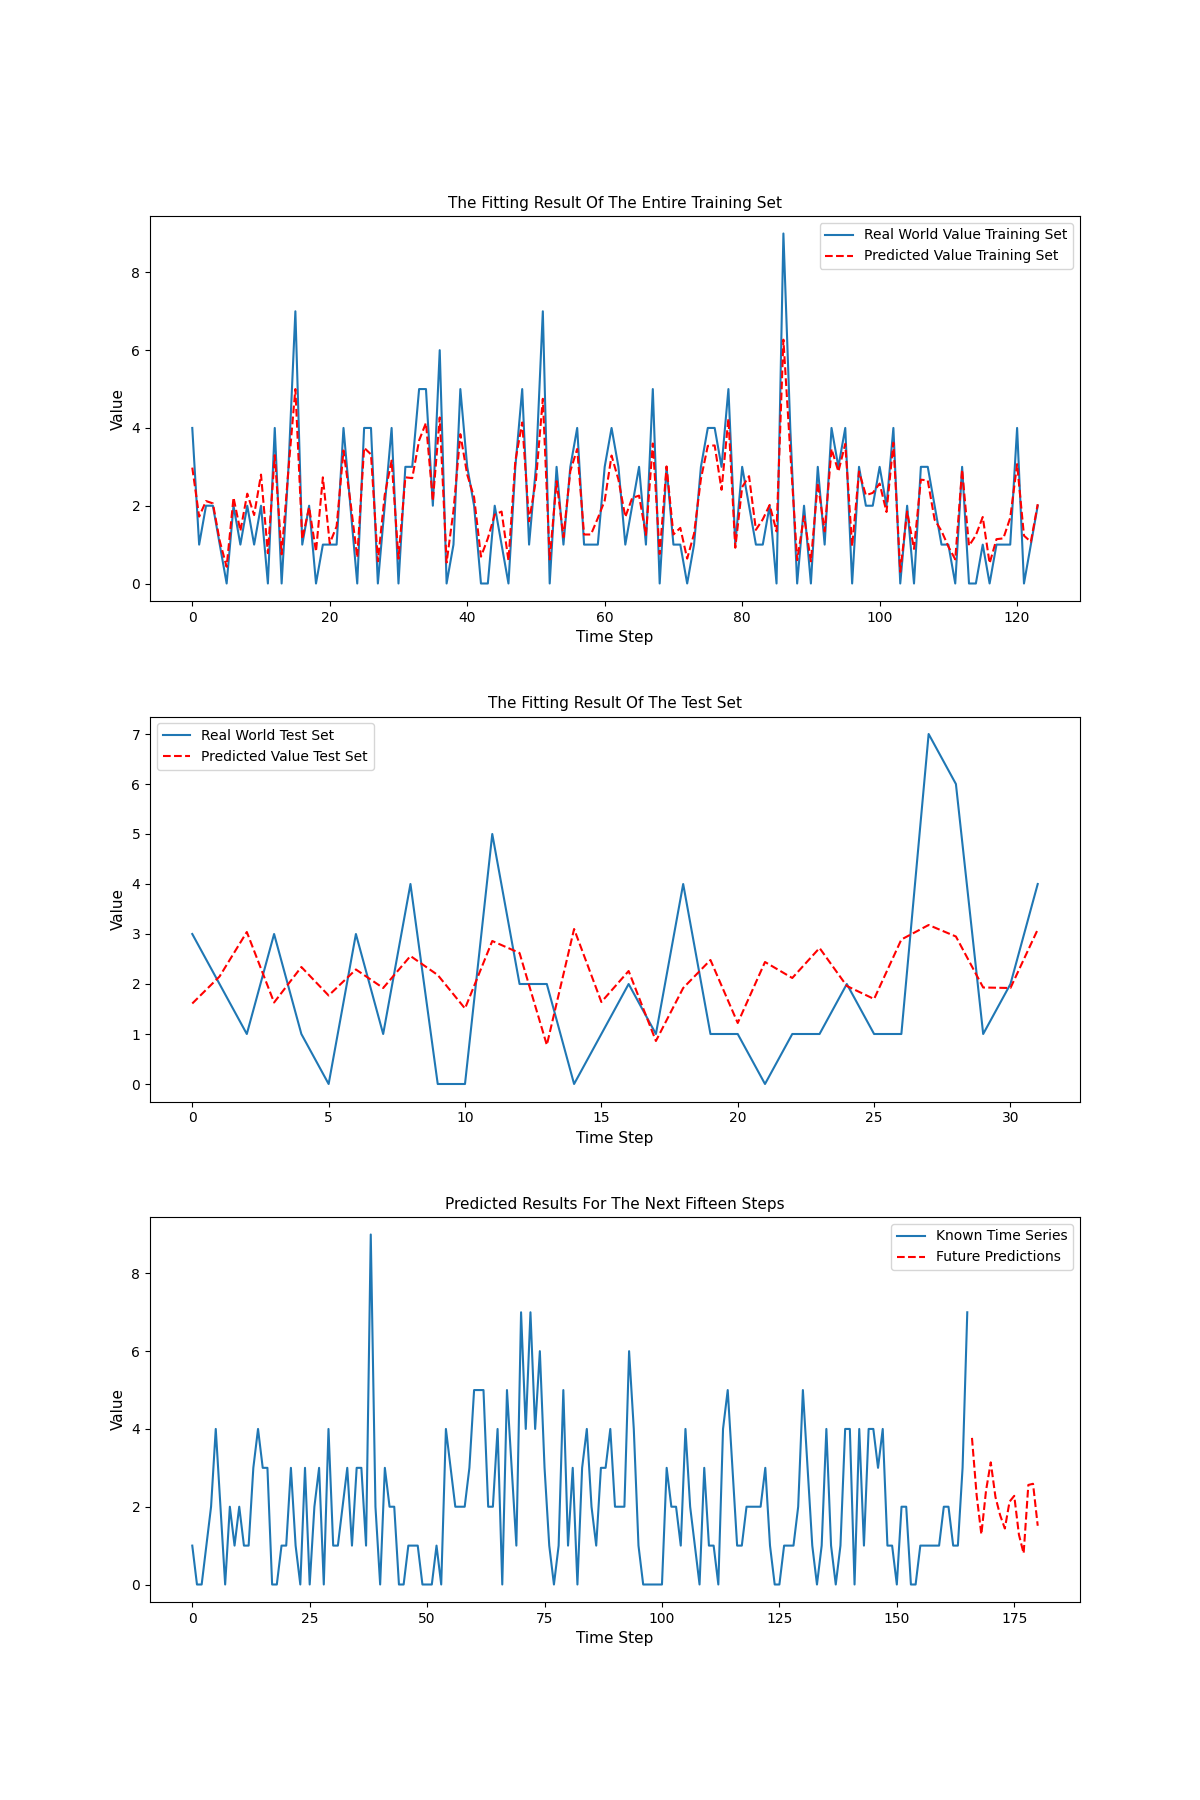 The Fitting Result Of The Entire Training Set
Real World Value Training Set
Predicted Value Training Set
Value
8
6
4
2
0
0 20 40 60 80 100 120
Time Step
The Fitting Result Of The Test Set
Real World Test Set
Predicted Value Test Set
Value
7
6
5
4
3
2
1
0
0 5 10 15 20 25 30
Time Step
Predicted Results For The Next Fifteen Steps
Known Time Series
Future Predictions
Value
8
6
4
2
0
0 25 50 75 100 125 150 175
Time Step